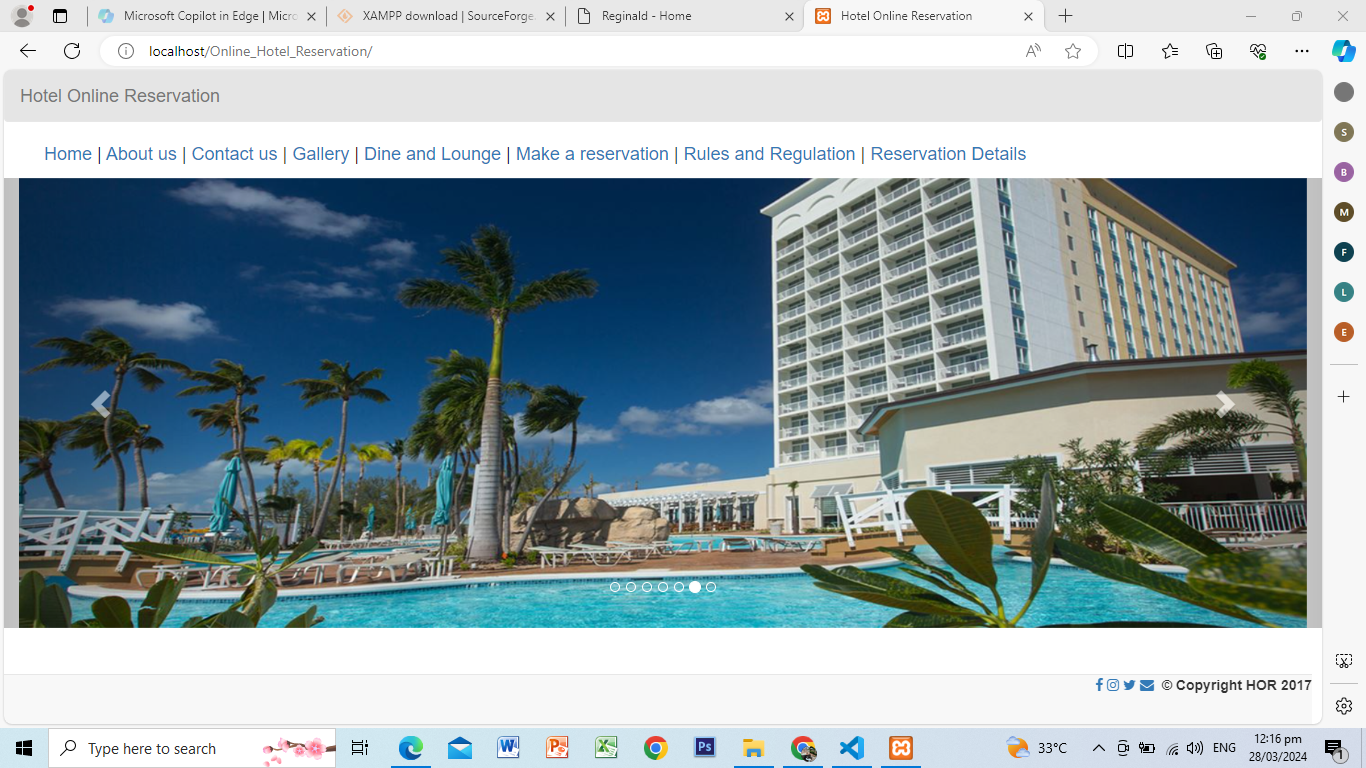 Microsoft Copilot in Edge | Micro
XAMPP download | SourceForge.
Reginald - Home
Hotel Online Reservation
localhost/Online_Hotel_Reservation/
Hotel Online Reservation
Home | About us | Contact us | Gallery | Dine and Lounge | Make a reservation | Rules and Regulation | Reservation Details
S
B
M
F
L
E
© Copyright HOR 2017
Type here to search
33°C
ENG
12:16 pm
28/03/2024
1